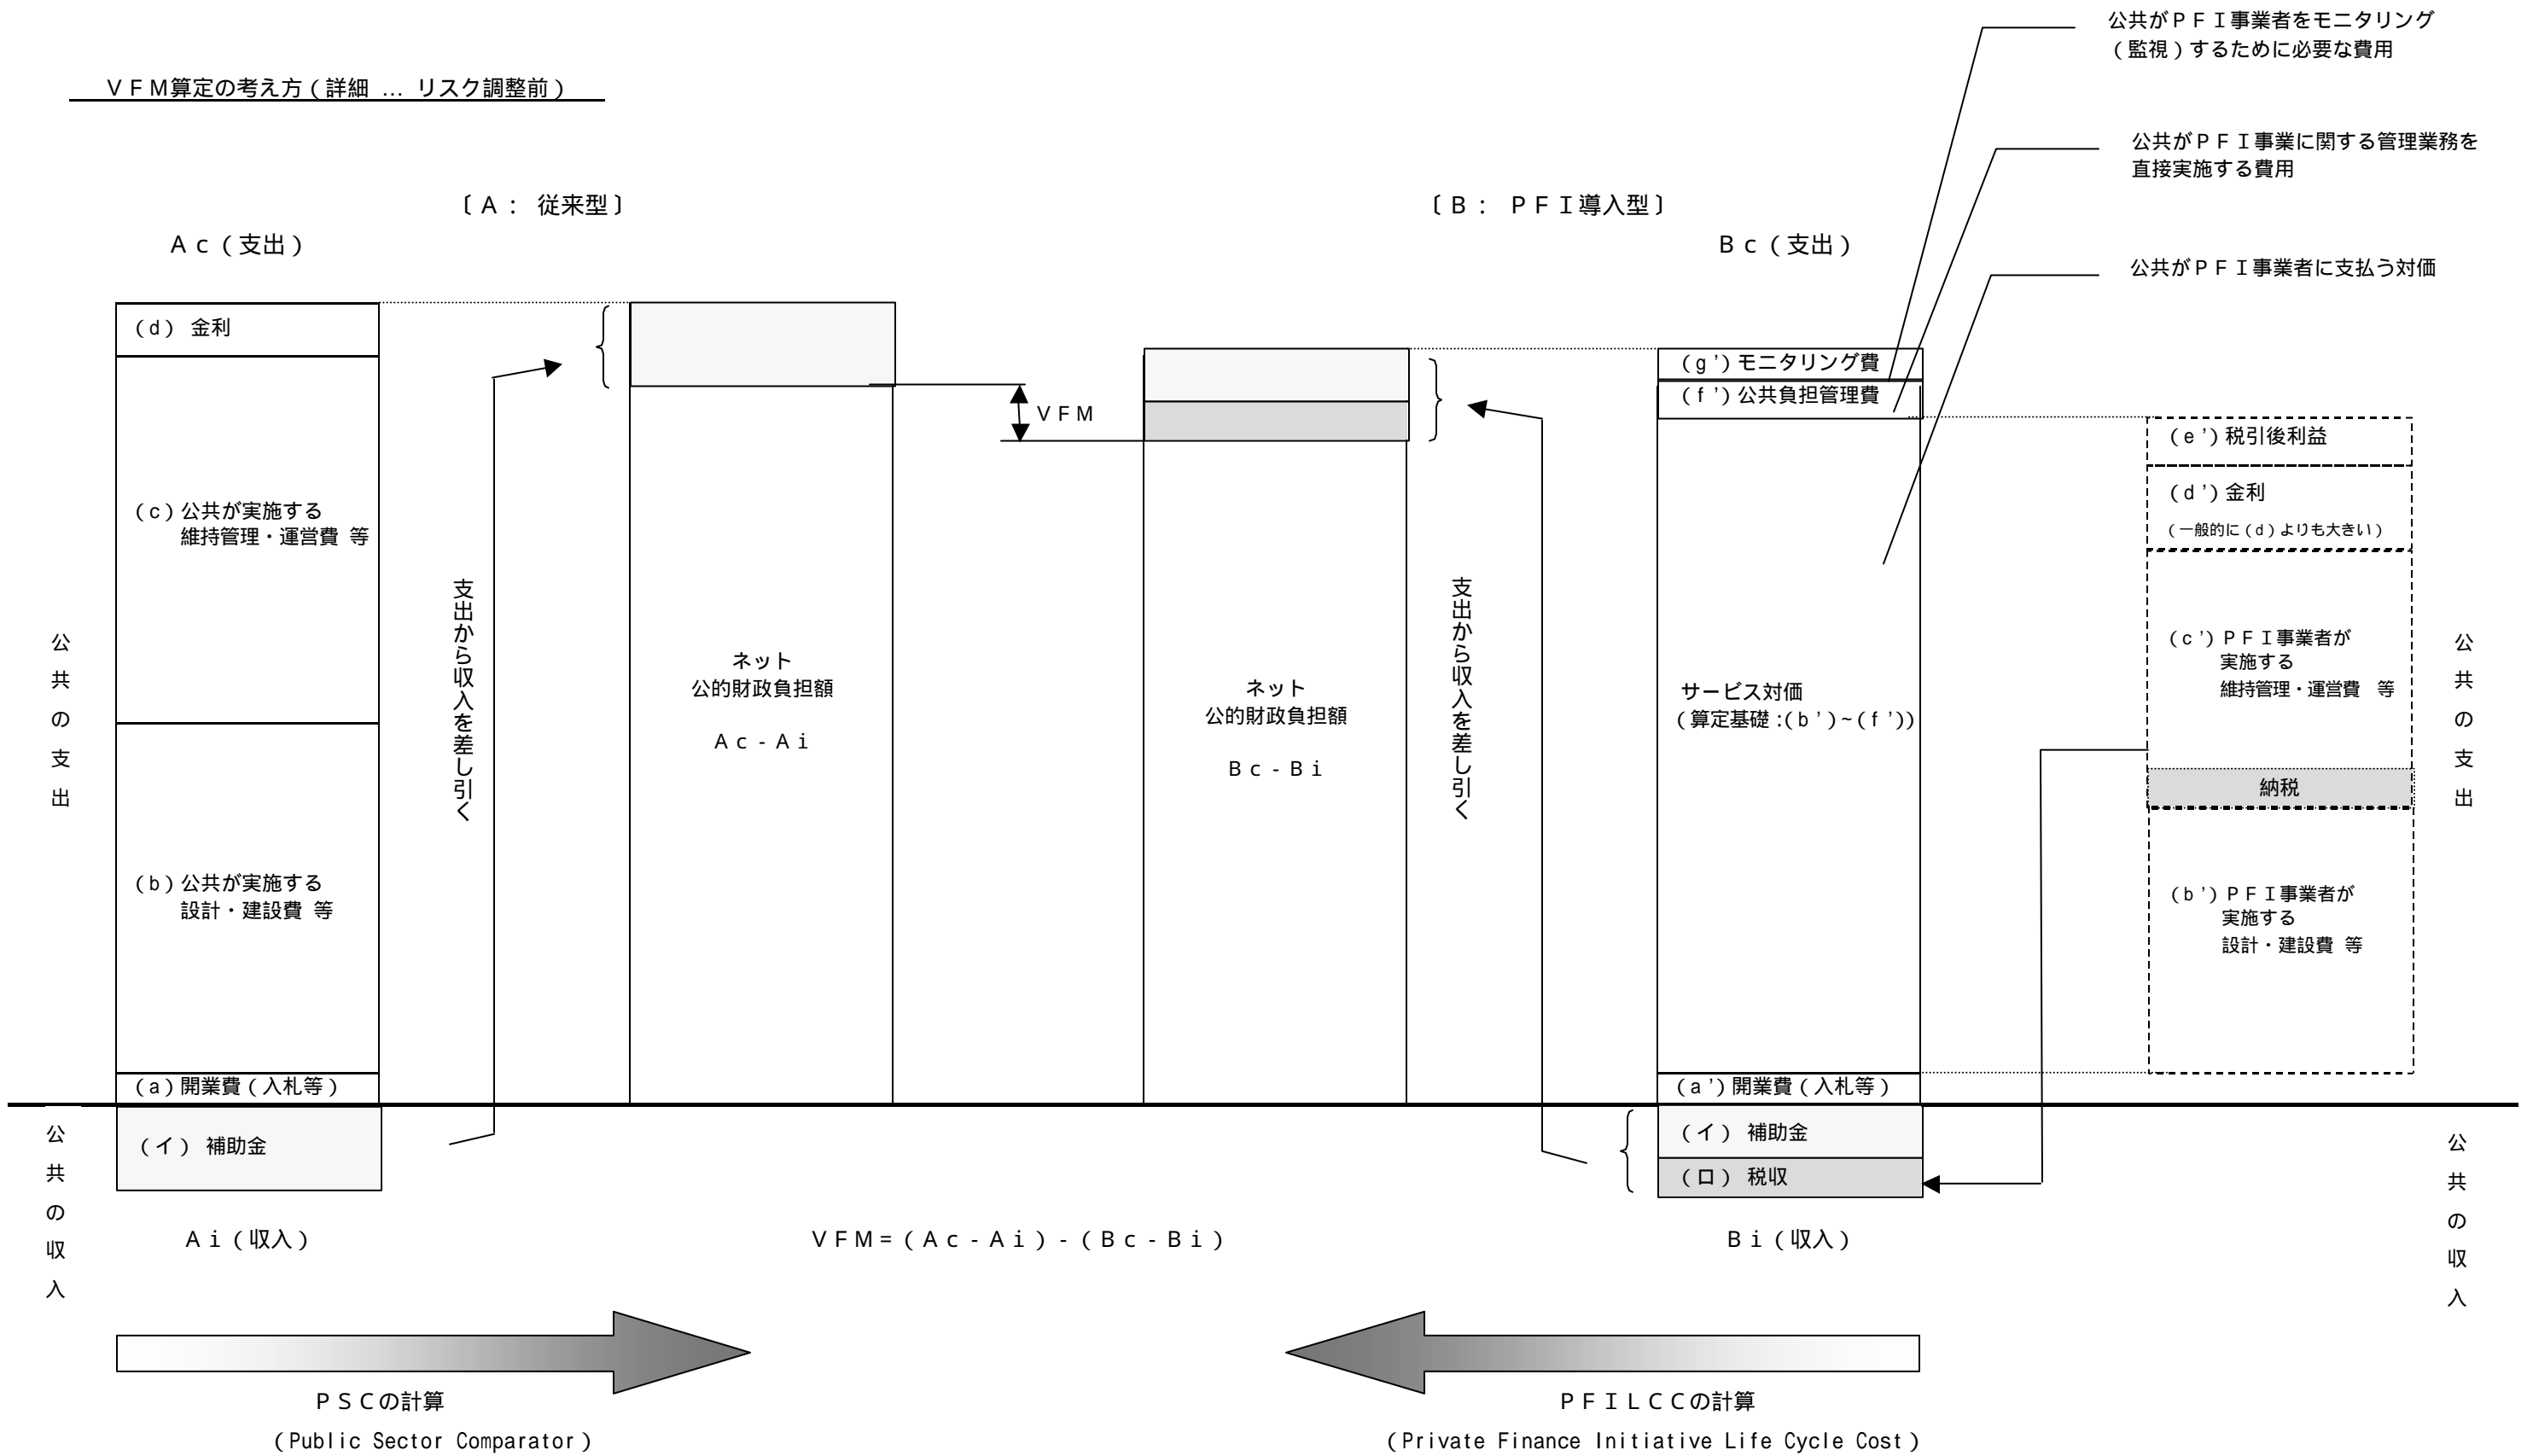 ＶＦＭ算定の考え方（詳細 … リスク調整前）
公共がＰＦＩ事業者をモニタリング
（監視）するために必要な費用
公共がＰＦＩ事業に関する管理業務を
直接実施する費用
公共がＰＦＩ事業者に支払う対価
〔Ａ： 従来型〕
〔Ｂ： ＰＦＩ導入型〕
Ａｃ（支出）
Ｂｃ（支出）
(d) 金利
(c) 公共が実施する
維持管理・運営費 等
(b) 公共が実施する
設計・建設費 等
(a) 開業費（入札等）
（イ） 補助金
公共の支出
公共の収入
Ａｉ（収入）
支出から収入を差し引く
ネット
公的財政負担額
Ａｃ‐Ａｉ
ＶＦＭ
ネット
公的財政負担額
Ｂｃ‐Ｂｉ
支出から収入を差し引く
(g') モニタリング費
(f') 公共負担管理費
サービス対価
（算定基礎：(b')~(f')）
(a') 開業費（入札等）
（イ） 補助金
（ロ） 税収
Ｂｉ（収入）
(e') 税引後利益
(d') 金利
（一般的に(d)よりも大きい）
(c') ＰＦＩ事業者が
実施する
維持管理・運営費 等
納税
(b') ＰＦＩ事業者が
実施する
設計・建設費 等
公共の支出
公共の収入
ＶＦＭ=（Ａｃ‐Ａｉ）‐（Ｂｃ‐Ｂｉ）
ＰＳＣの計算
（Public Sector Comparator）
ＰＦＩＬＣＣの計算
（Private Finance Initiative Life Cycle Cost）